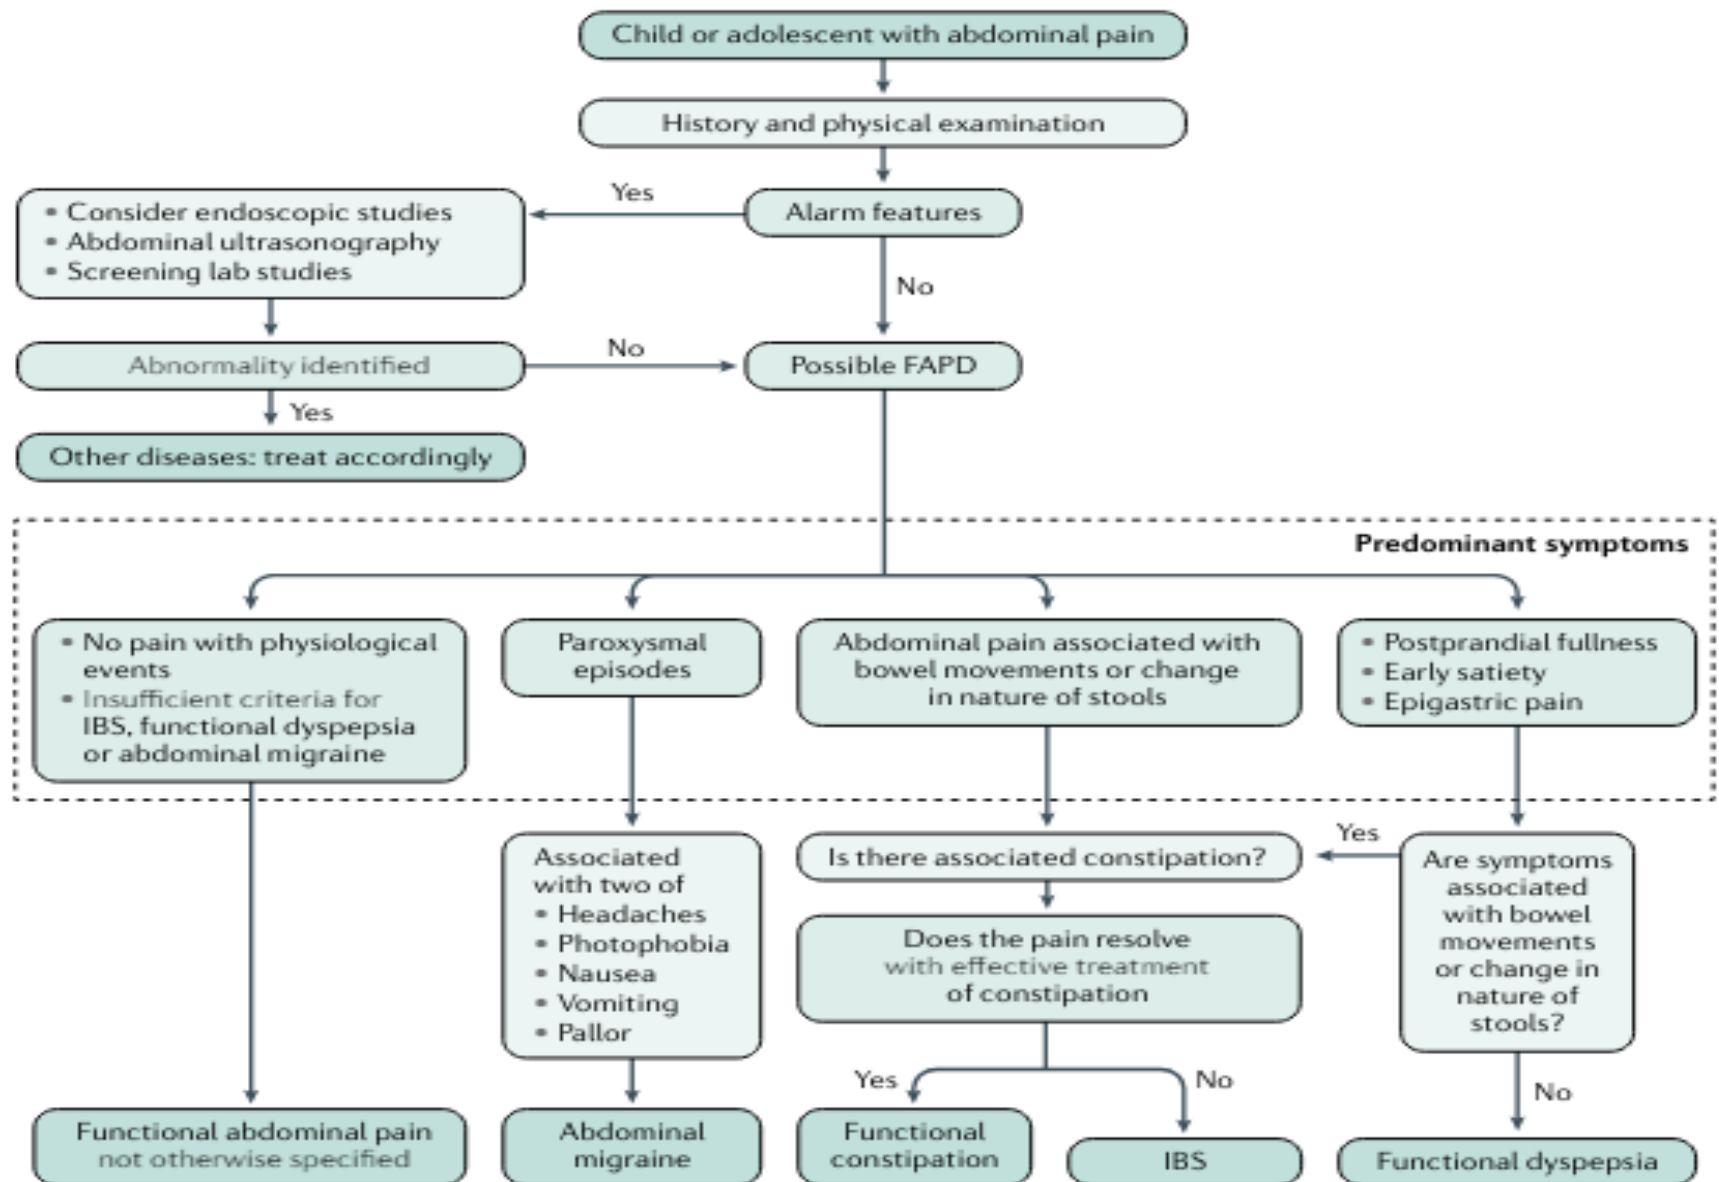 Child or adolescent with abdominal pain
History and physical examination
Alarm features
Yes
• Consider endoscopic studies
• Abdominal ultrasonography
• Screening lab studies
No
Abnormality identified
No
Possible FAPD
Yes
Other diseases: treat accordingly
Predominant symptoms
• No pain with physiological
events
• Insufficient criteria for
IBS, functional dyspepsia
or abdominal migraine
Paroxysmal
episodes
Abdominal pain associated with
bowel movements or change
in nature of stools
• Postprandial fullness
• Early satiety
• Epigastric pain
Associated
with two of
• Headaches
• Photophobia
• Nausea
• Vomiting
• Pallor
Is there associated constipation?
Yes
Are symptoms
associated
with bowel
movements
or change in
nature of
stools?
Does the pain resolve
with effective treatment
of constipation
Yes
No
No
Functional abdominal pain
not otherwise specified
Abdominal
migraine
Functional
constipation
IBS
Functional dyspepsia